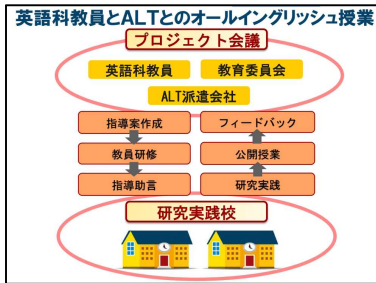 英語科教員とALTとのオールイングリッシュ授業
プロジェクト会議
英語科教員
教育委員会
ALT派遣会社
指導案作成
フィードバック
教員研修
公開授業
指導助言
研究実践
研究実践校